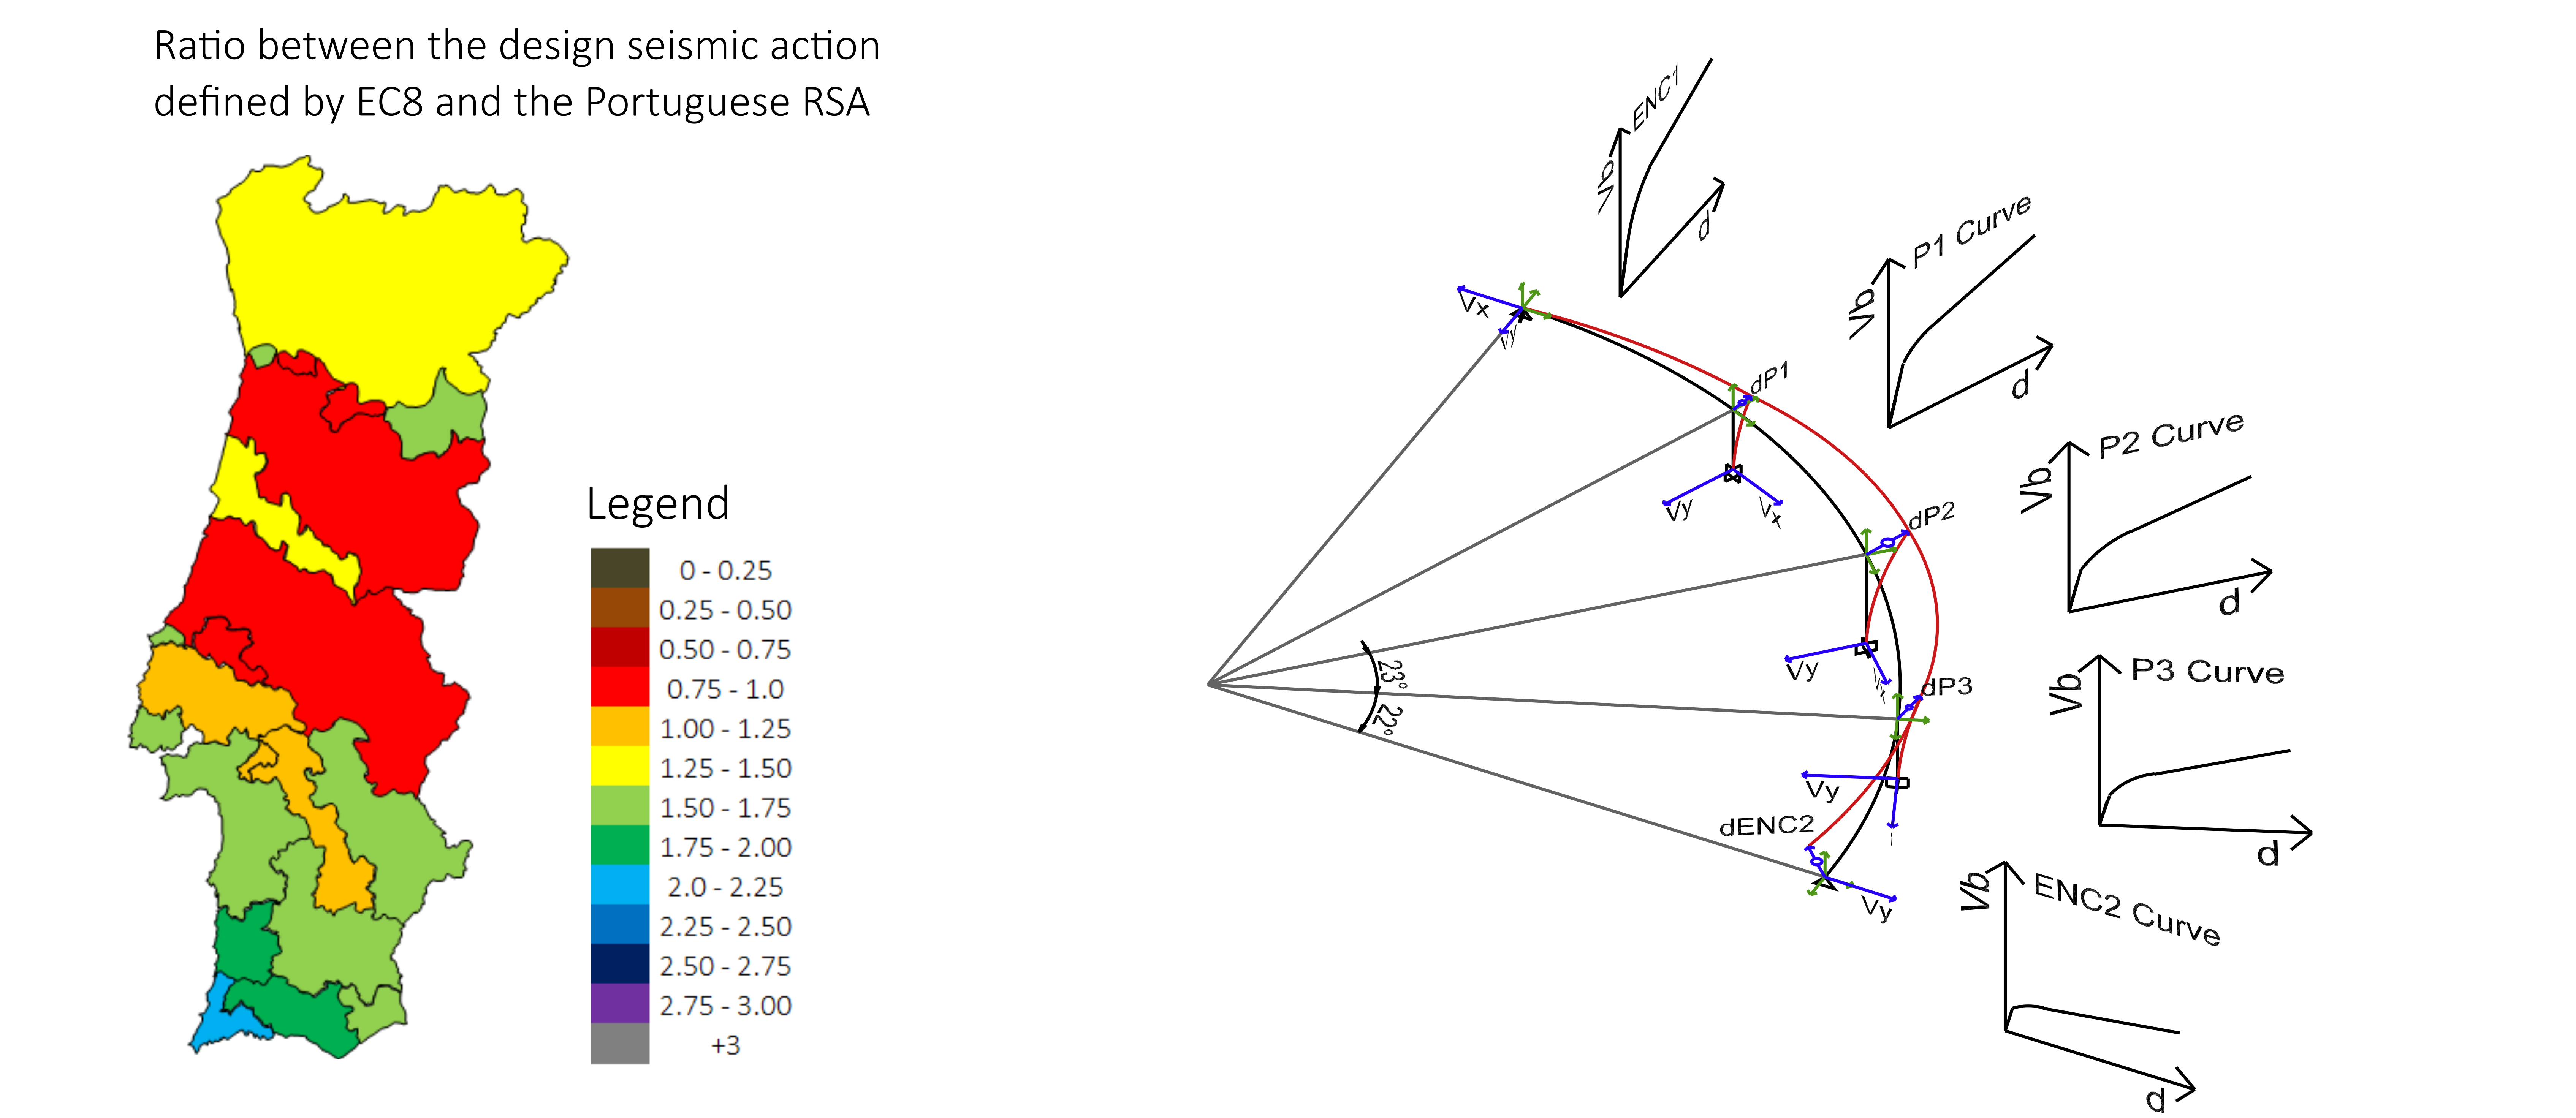 Ratio between the design seismic action
defined by EC8 and the Portuguese RSA
Legend
0 - 0.25
0.25 - 0.50
0.50 - 0.75
0.75 - 1.0
1.00 - 1.25
1.25 - 1.50
1.50 - 1.75
1.75 - 2.00
2.0 - 2.25
2.25 - 2.50
2.50 - 2.75
2.75 - 3.00
+3
ENC1
Vb
d
P1 Curve
Vb
d
P2 Curve
Vb
d
P3 Curve
Vb
d
ENC2 Curve
Vb
d
Vx
Vy
dP1
Vy
Vx
dP2
Vy
dP3
Vy
dENC2
Vy
23°
22°